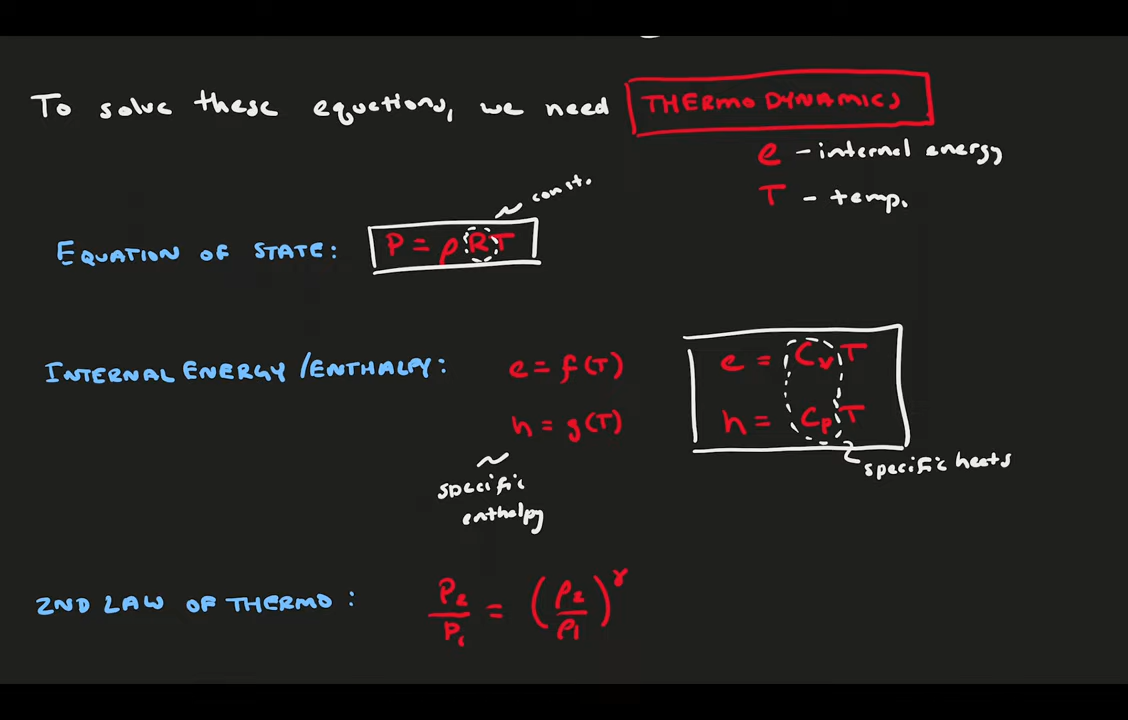 To solve these equations, we need THERMODYNAMICS
e - internal energy
T - temp.
const.
EQUATION OF STATE: P = ρRT
INTERNAL ENERGY/ENTHALPY: e = f(T) e = CvT
h = g(T) h = CpT
specific heats
specific
enthalpy
2ND LAW OF THERMO: P2/P1 = (ρ2/ρ1)^γ